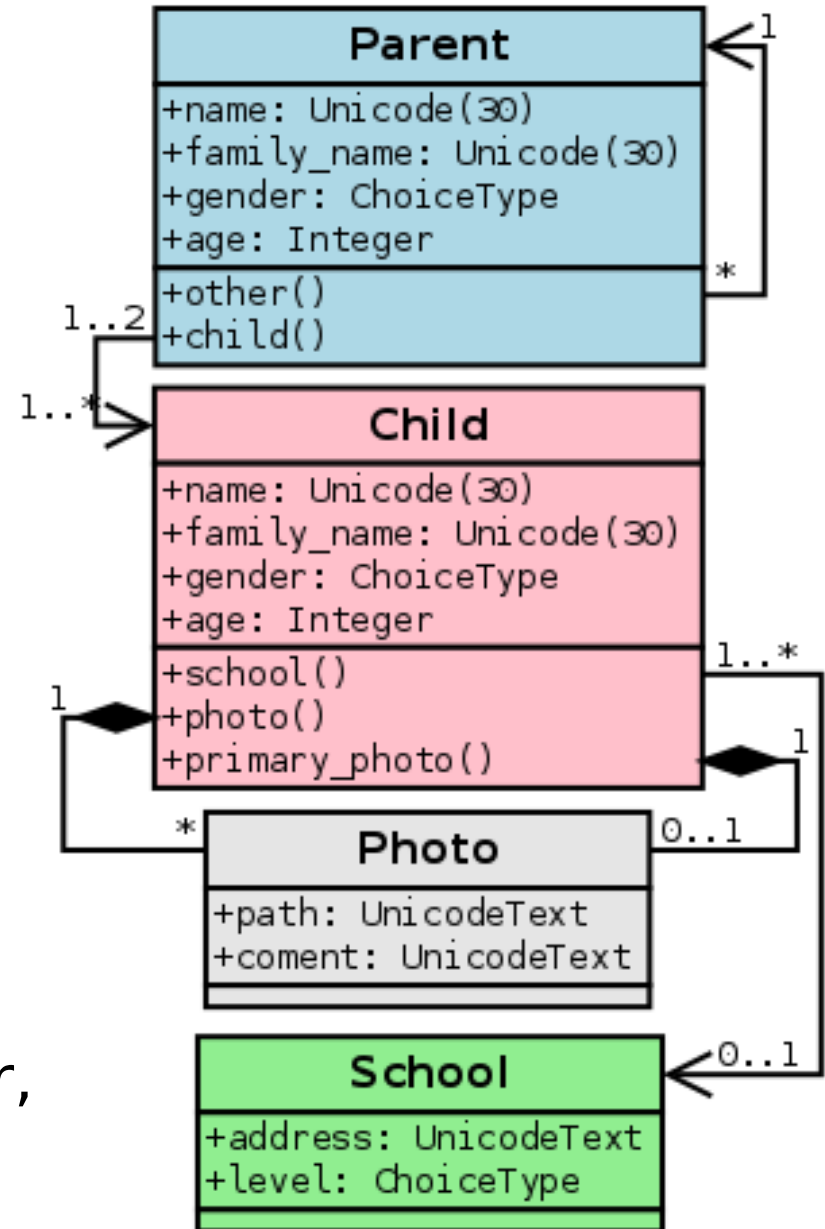 Parent
1
+name: Unicode(30)
+family_name: Unicode(30)
+gender: ChoiceType
+age: Integer
*
+other()
+child()
1..2
1..*
Child
+name: Unicode(30)
+family_name: Unicode(30)
+gender: ChoiceType
+age: Integer
1..*
+school()
+photo()
+primary_photo()
1
1
*
0..1
Photo
+path: UnicodeText
+coment: UnicodeText
r,
0..1
School
+address: UnicodeText
+level: ChoiceType